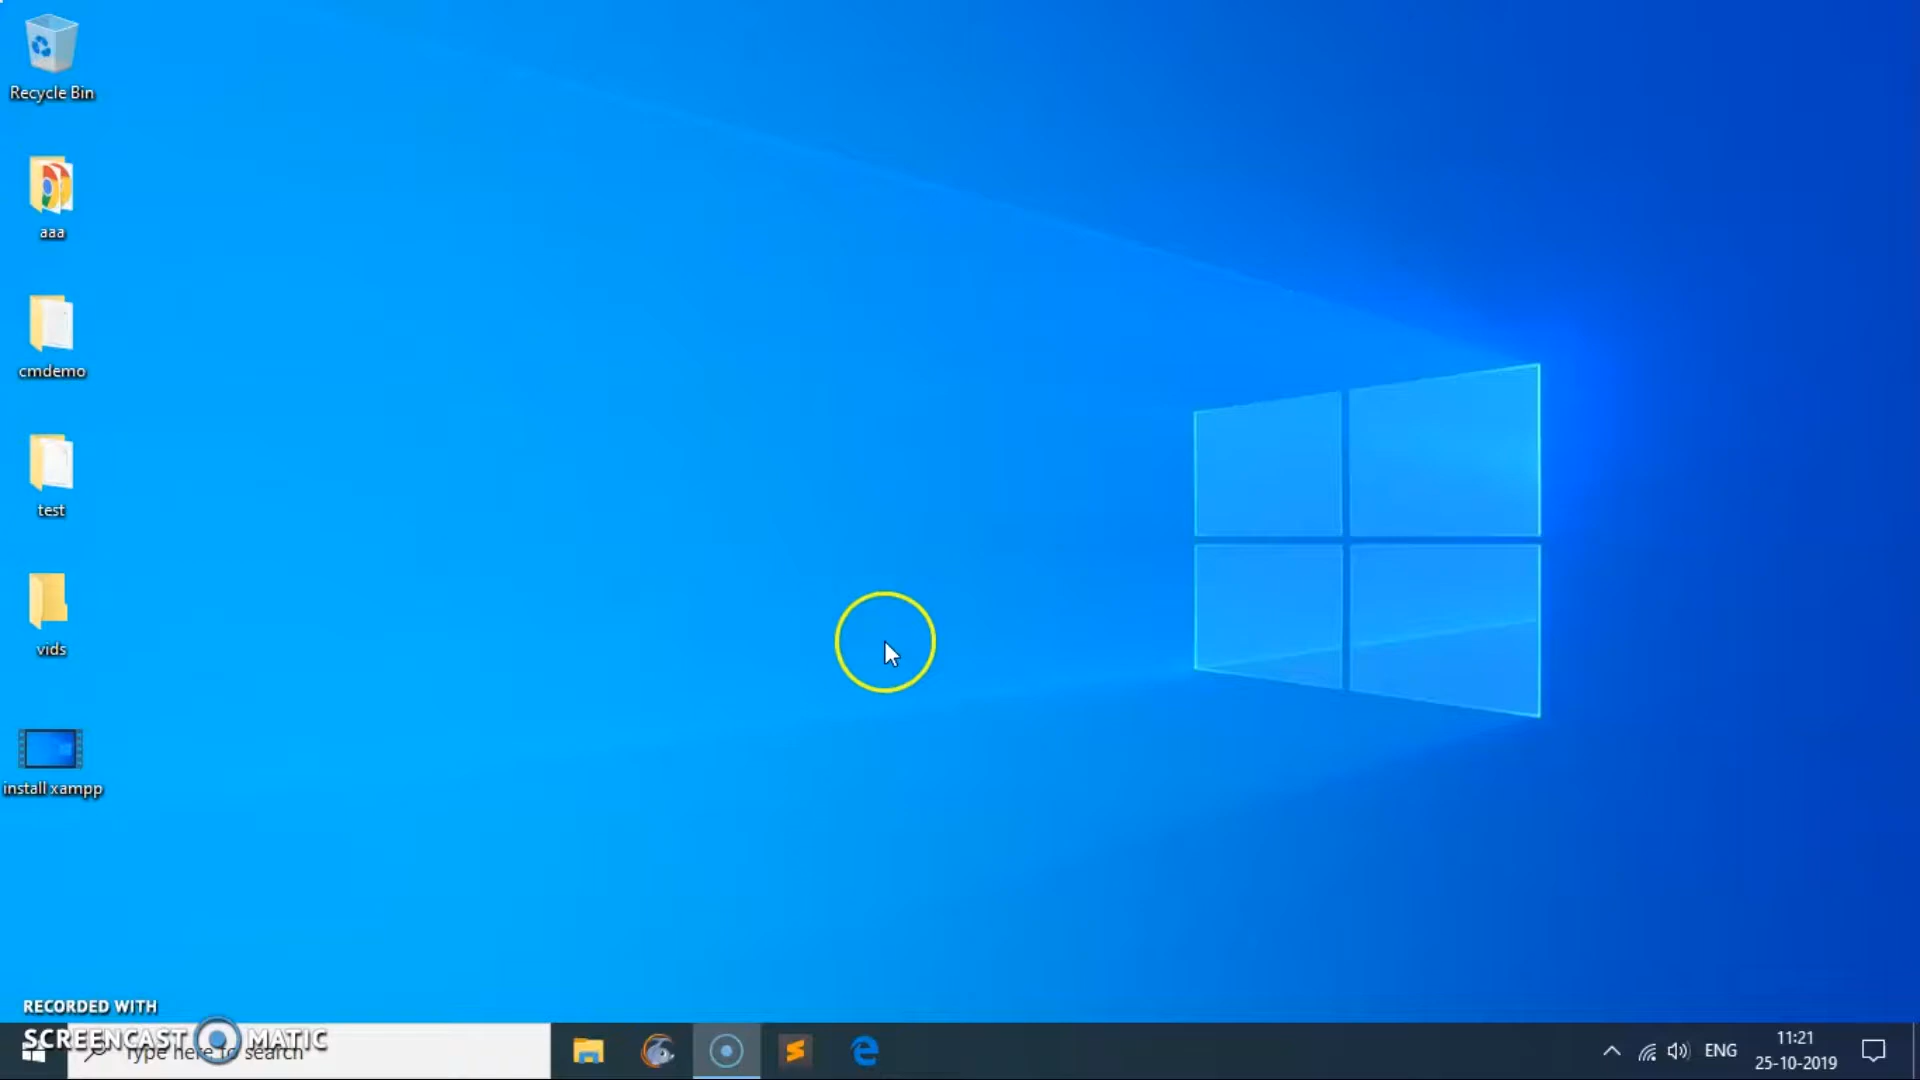 Recycle Bin
aaa
cmdemo
test
vids
install xampp
RECORDED WITH
SCREENCAST MATIC
Type here to search
ENG
11:21
25-10-2019